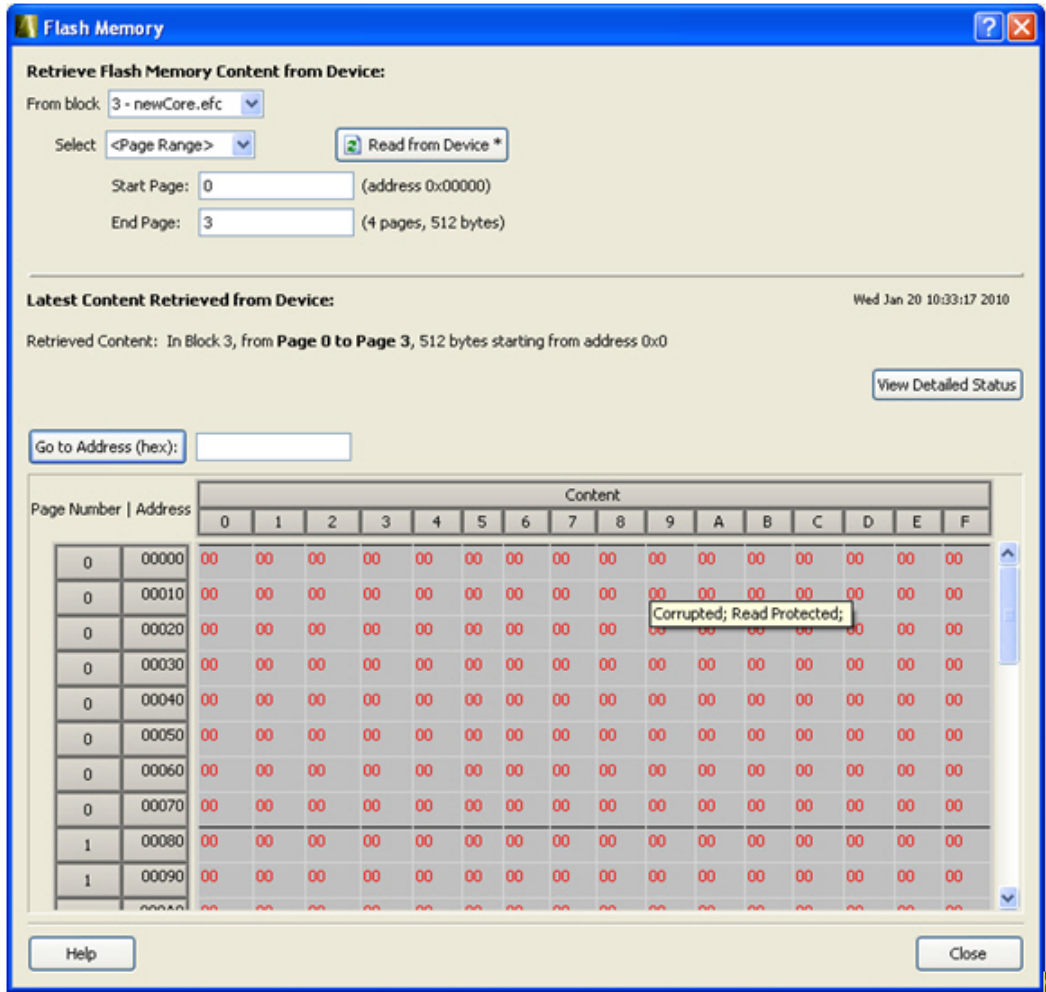 Flash Memory
Retrieve Flash Memory Content from Device:
From block 3 - newCore.efc
Select <Page Range> Read from Device *
Start Page: 0 (address 0x00000)
End Page: 3 (4 pages, 512 bytes)
Latest Content Retrieved from Device: Wed Jan 20 10:33:17 2010
Retrieved Content: In Block 3, from Page 0 to Page 3, 512 bytes starting from address 0x0
View Detailed Status
Go to Address (hex):
Content
Page Number | Address
0 1 2 3 4 5 6 7 8 9 A B C D E F
0 00000 00 00 00 00 00 00 00 00 00 00 00 00 00 00 00 00
0 00010 00 00 00 00 00 00 00 00 00 00 00 00 00 00 00 00
Corrupted; Read Protected;
0 00020 00 00 00 00 00 00 00 00 00 00 00 00 00 00 00 00
0 00030 00 00 00 00 00 00 00 00 00 00 00 00 00 00 00 00
0 00040 00 00 00 00 00 00 00 00 00 00 00 00 00 00 00 00
0 00050 00 00 00 00 00 00 00 00 00 00 00 00 00 00 00 00
0 00060 00 00 00 00 00 00 00 00 00 00 00 00 00 00 00 00
0 00070 00 00 00 00 00 00 00 00 00 00 00 00 00 00 00 00
1 00080 00 00 00 00 00 00 00 00 00 00 00 00 00 00 00 00
1 00090 00 00 00 00 00 00 00 00 00 00 00 00 00 00 00 00
Help Close